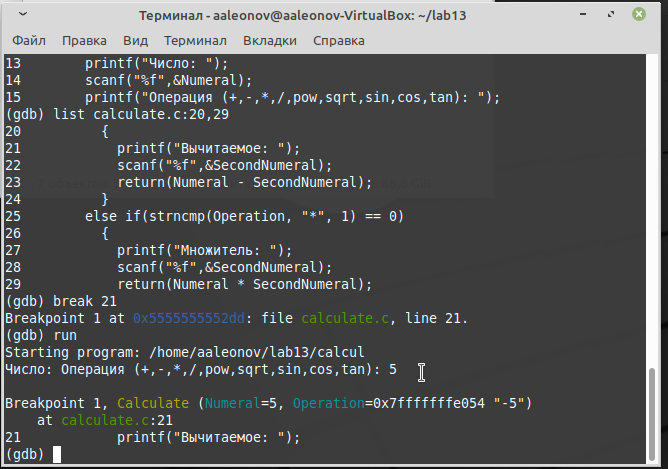 Терминал - aaleonov@aaleonov-VirtualBox: ~/lab13
Файл Правка Вид Терминал Вкладки Справка
13        printf("Число: ");
14        scanf("%f",&Numeral);
15        printf("Операция (+,-,*,/,pow,sqrt,sin,cos,tan): ");
(gdb) list calculate.c:20,29
20          {
21            printf("Вычитаемое: ");
22            scanf("%f",&SecondNumeral);
23            return(Numeral - SecondNumeral);
24          }
25        else if(strncmp(Operation, "*", 1) == 0)
26          {
27            printf("Множитель: ");
28            scanf("%f",&SecondNumeral);
29            return(Numeral * SecondNumeral);
(gdb) break 21
Breakpoint 1 at 0x5555555552dd: file calculate.c, line 21.
(gdb) run
Starting program: /home/aaleonov/lab13/calcul
Число: Операция (+,-,*,/,pow,sqrt,sin,cos,tan): 5
Breakpoint 1, Calculate (Numeral=5, Operation=0x7fffffffe054 "-5")
    at calculate.c:21
21            printf("Вычитаемое: ");
(gdb)